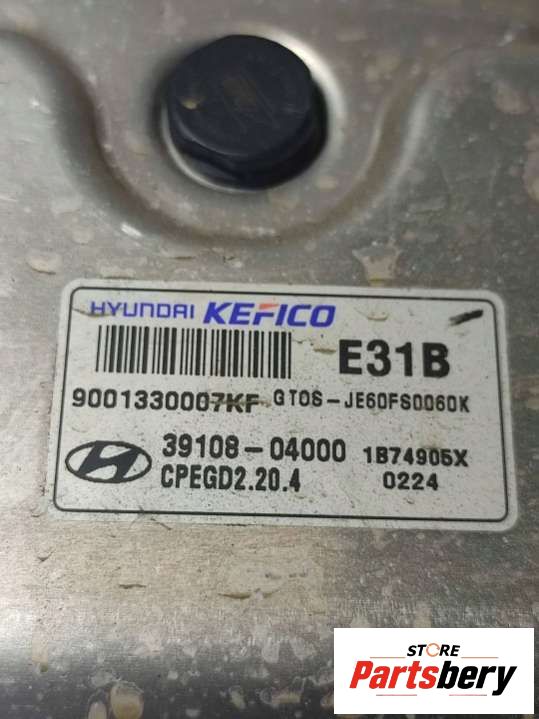 HYUNDAI KEFICO
E31B
9001330007KF GTOS-JE60FS0060K
39108-04000 1B74905X
CPEGD2.20.4 0224
STORE
Partsbery